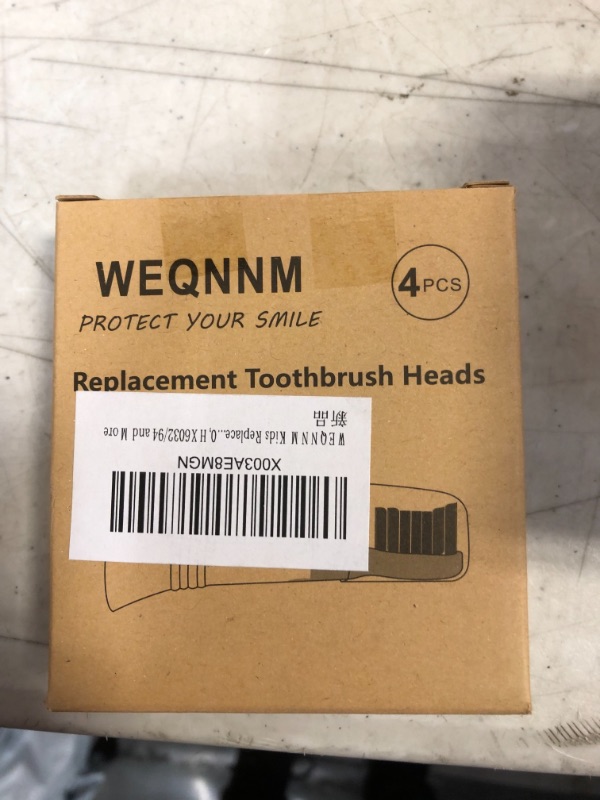 WEQNNM
PROTECT YOUR SMILE
4PCS
Replacement Toothbrush Heads
X003AE8MGN
WEQNNM Kids Replace...0,HX6032/94 and More
新品